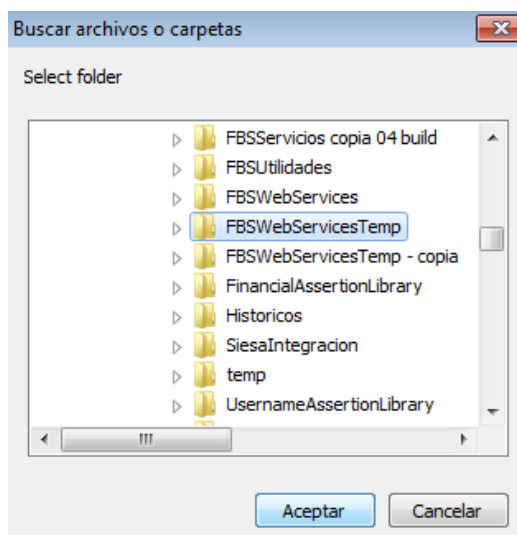 Buscar archivos o carpetas
Select folder
FBSServicios copia 04 build
FBSUtilidades
FBSWebServices
FBSWebServicesTemp
FBSWebServicesTemp - copia
FinancialAssertionLibrary
Historicos
SiesaIntegracion
temp
UsernameAssertionLibrary
Aceptar Cancelar